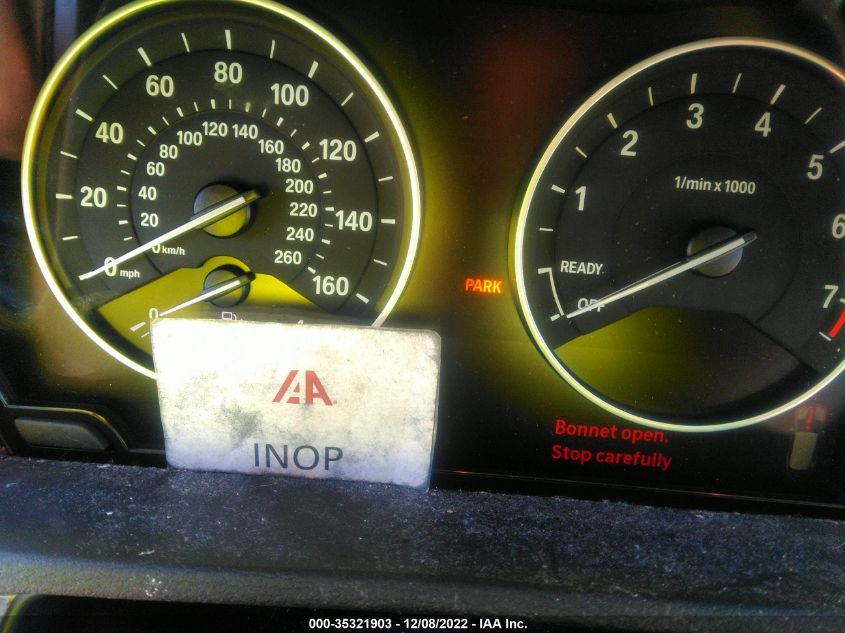 0 mph 20 40 60 80 100 120 140 160
0 km/h 20 40 60 80 100 120 140 160 180 200 220 240 260
0
1 2 3 4 5 6 7
1/min x 1000
READY
OFF
PARK
IAA
INOP
Bonnet open.
Stop carefully
000-35321903 - 12/08/2022 - IAA Inc.